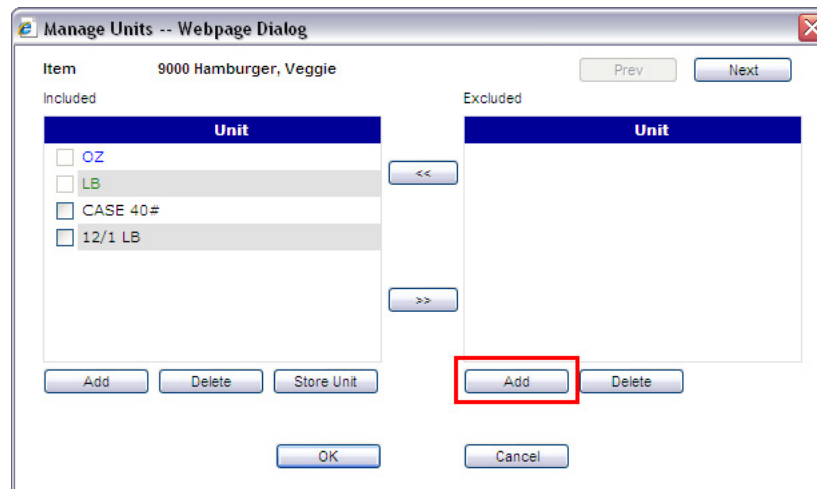 Manage Units -- Webpage Dialog
Item 9000 Hamburger, Veggie Prev Next
Included Excluded
Unit Unit
OZ
<<
LB
CASE 40#
12/1 LB
>>
Add Delete Store Unit Add Delete
OK Cancel